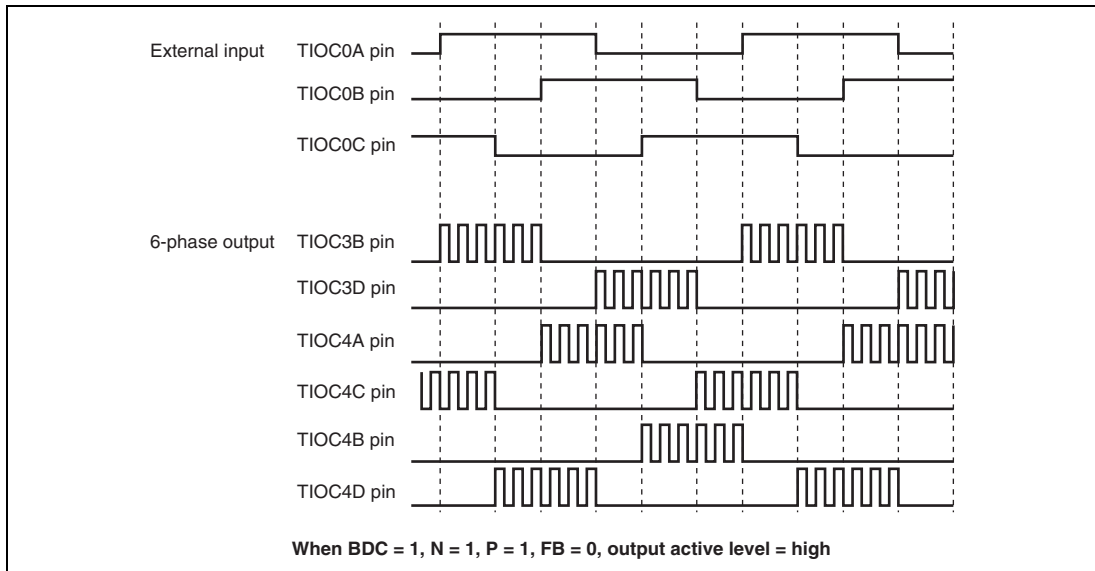 External input TIOC0A pin
TIOC0B pin
TIOC0C pin
6-phase output TIOC3B pin
TIOC3D pin
TIOC4A pin
TIOC4C pin
TIOC4B pin
TIOC4D pin
When BDC = 1, N = 1, P = 1, FB = 0, output active level = high